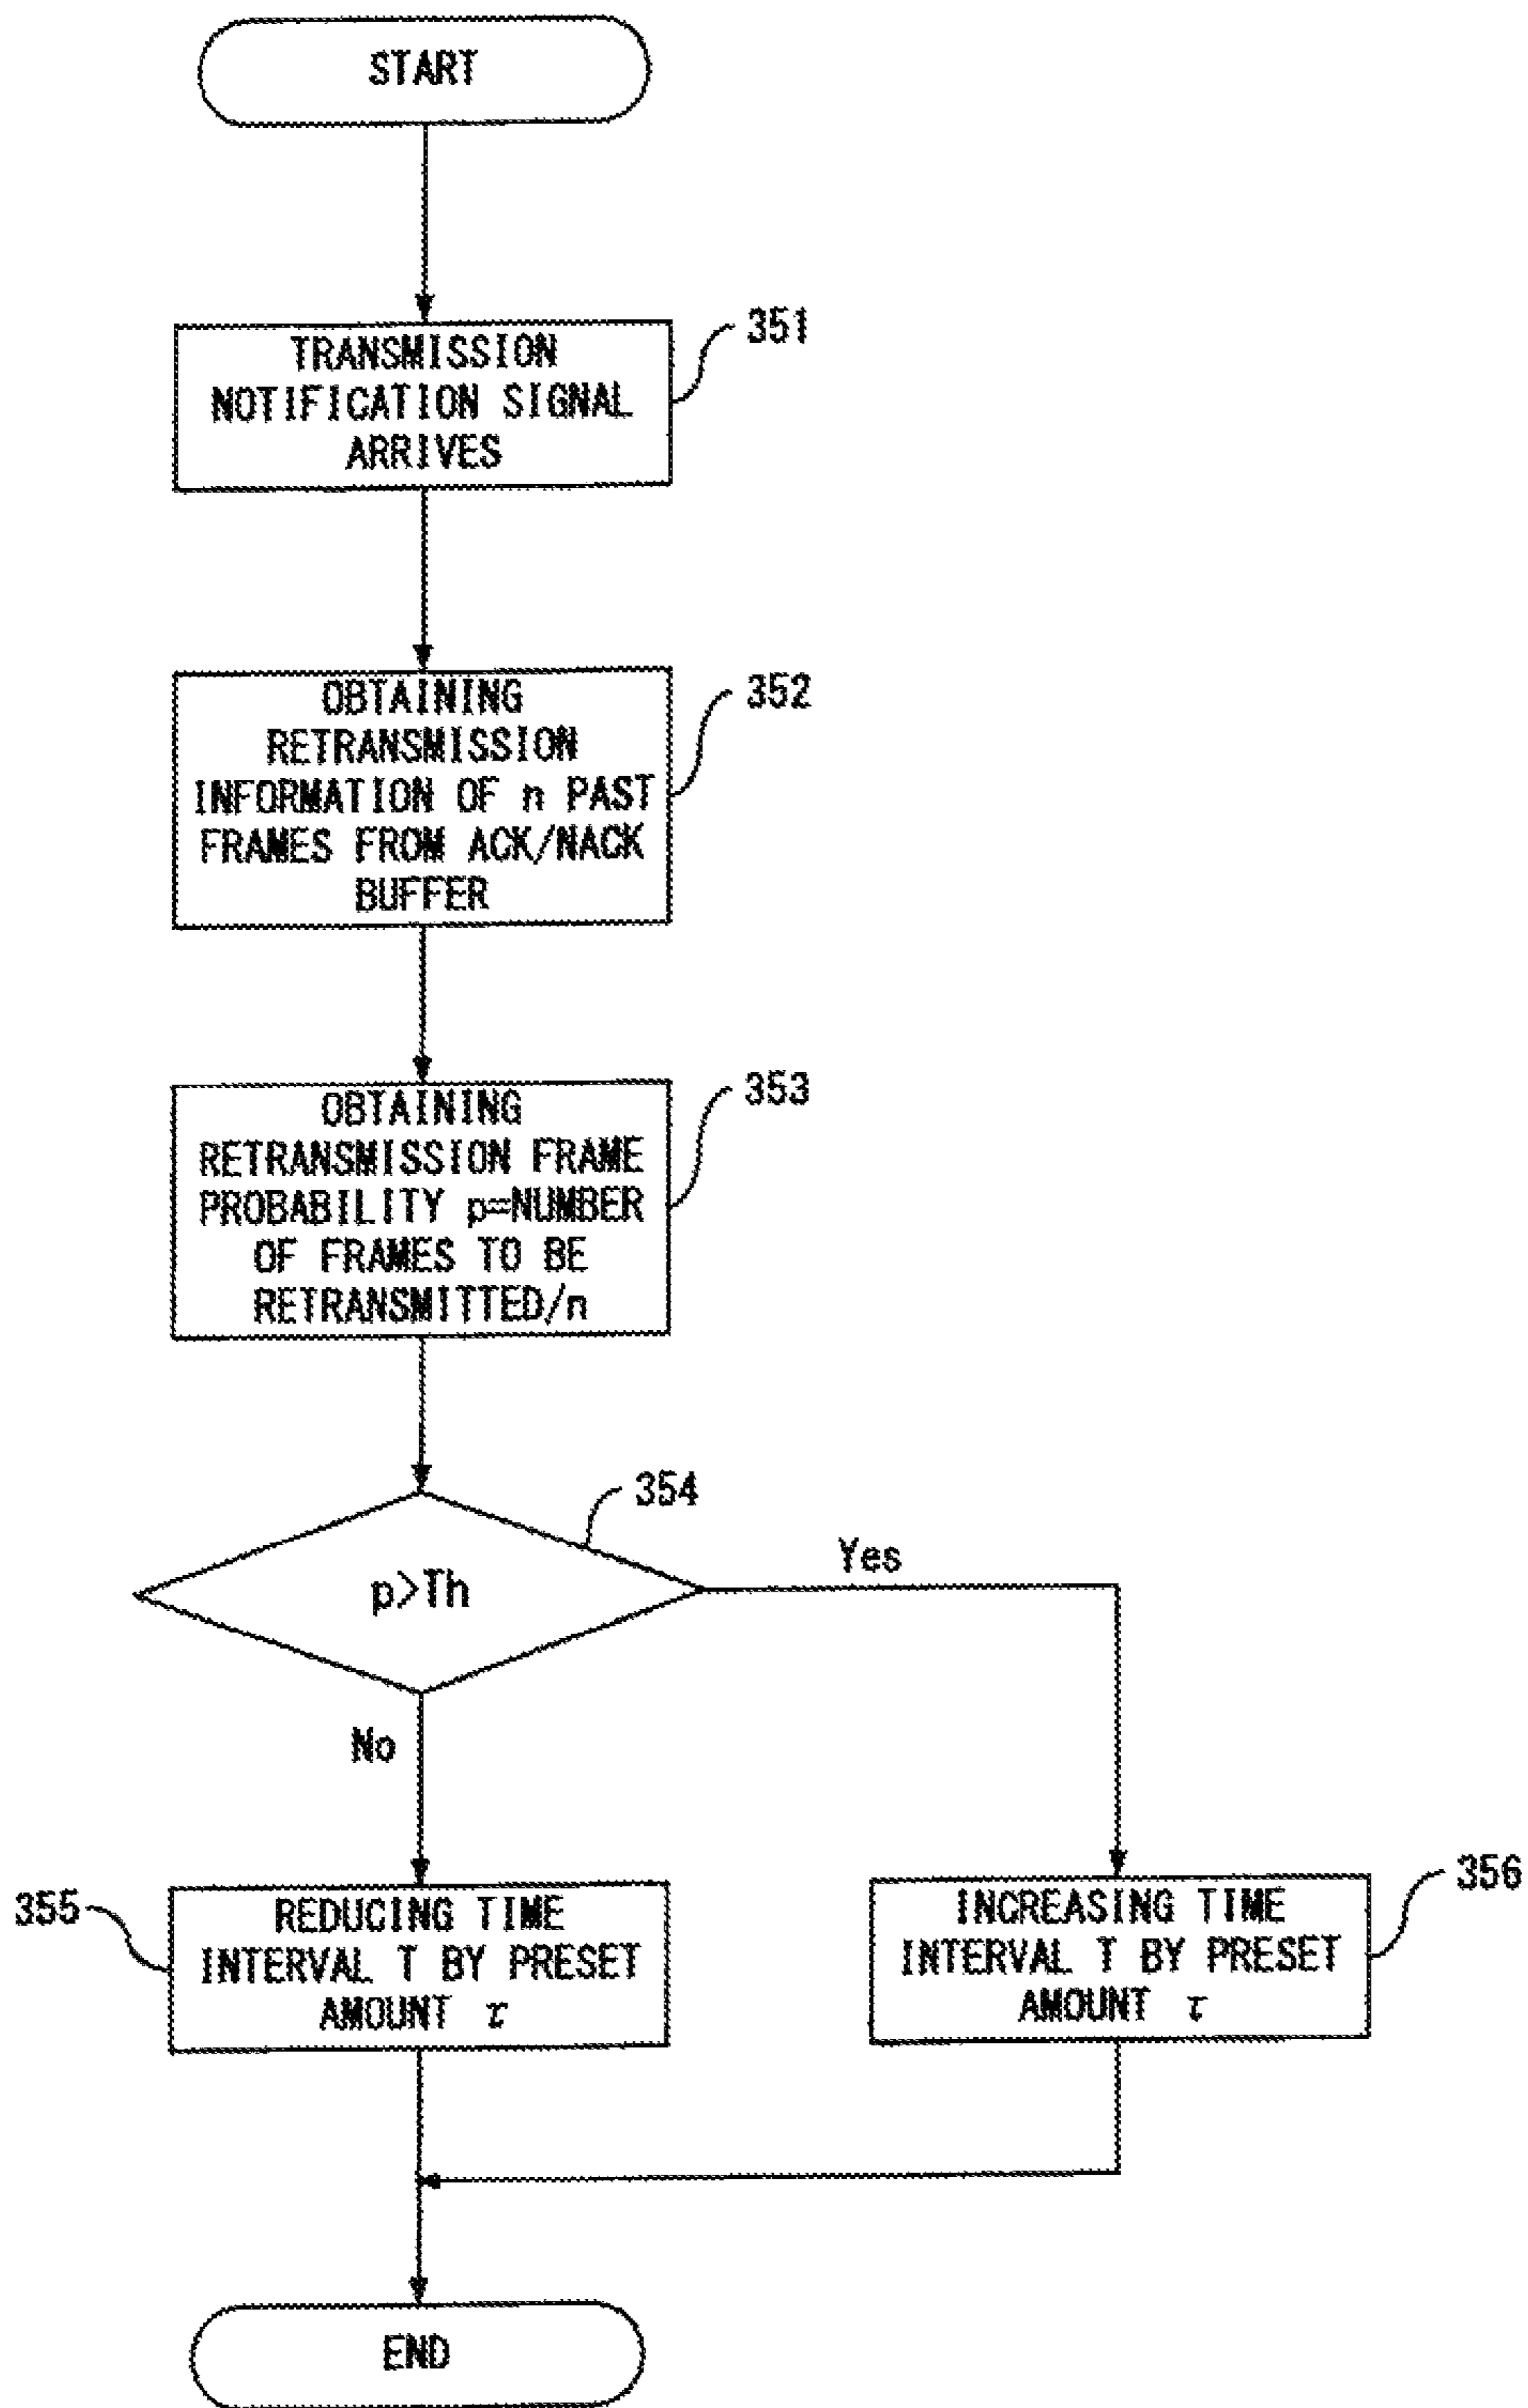 START
TRANSMISSION
NOTIFICATION SIGNAL
ARRIVES
351
OBTAINING
RETRANSMISSION
INFORMATION OF n PAST
FRAMES FROM ACK/NACK
BUFFER
352
OBTAINING
RETRANSMISSION FRAME
PROBABILITY p=NUMBER
OF FRAMES TO BE
RETRANSMITTED/n
353
354
p>Th
Yes
No
355
REDUCING TIME
INTERVAL T BY PRESET
AMOUNT τ
INCREASING TIME
INTERVAL T BY PRESET
AMOUNT τ
356
END